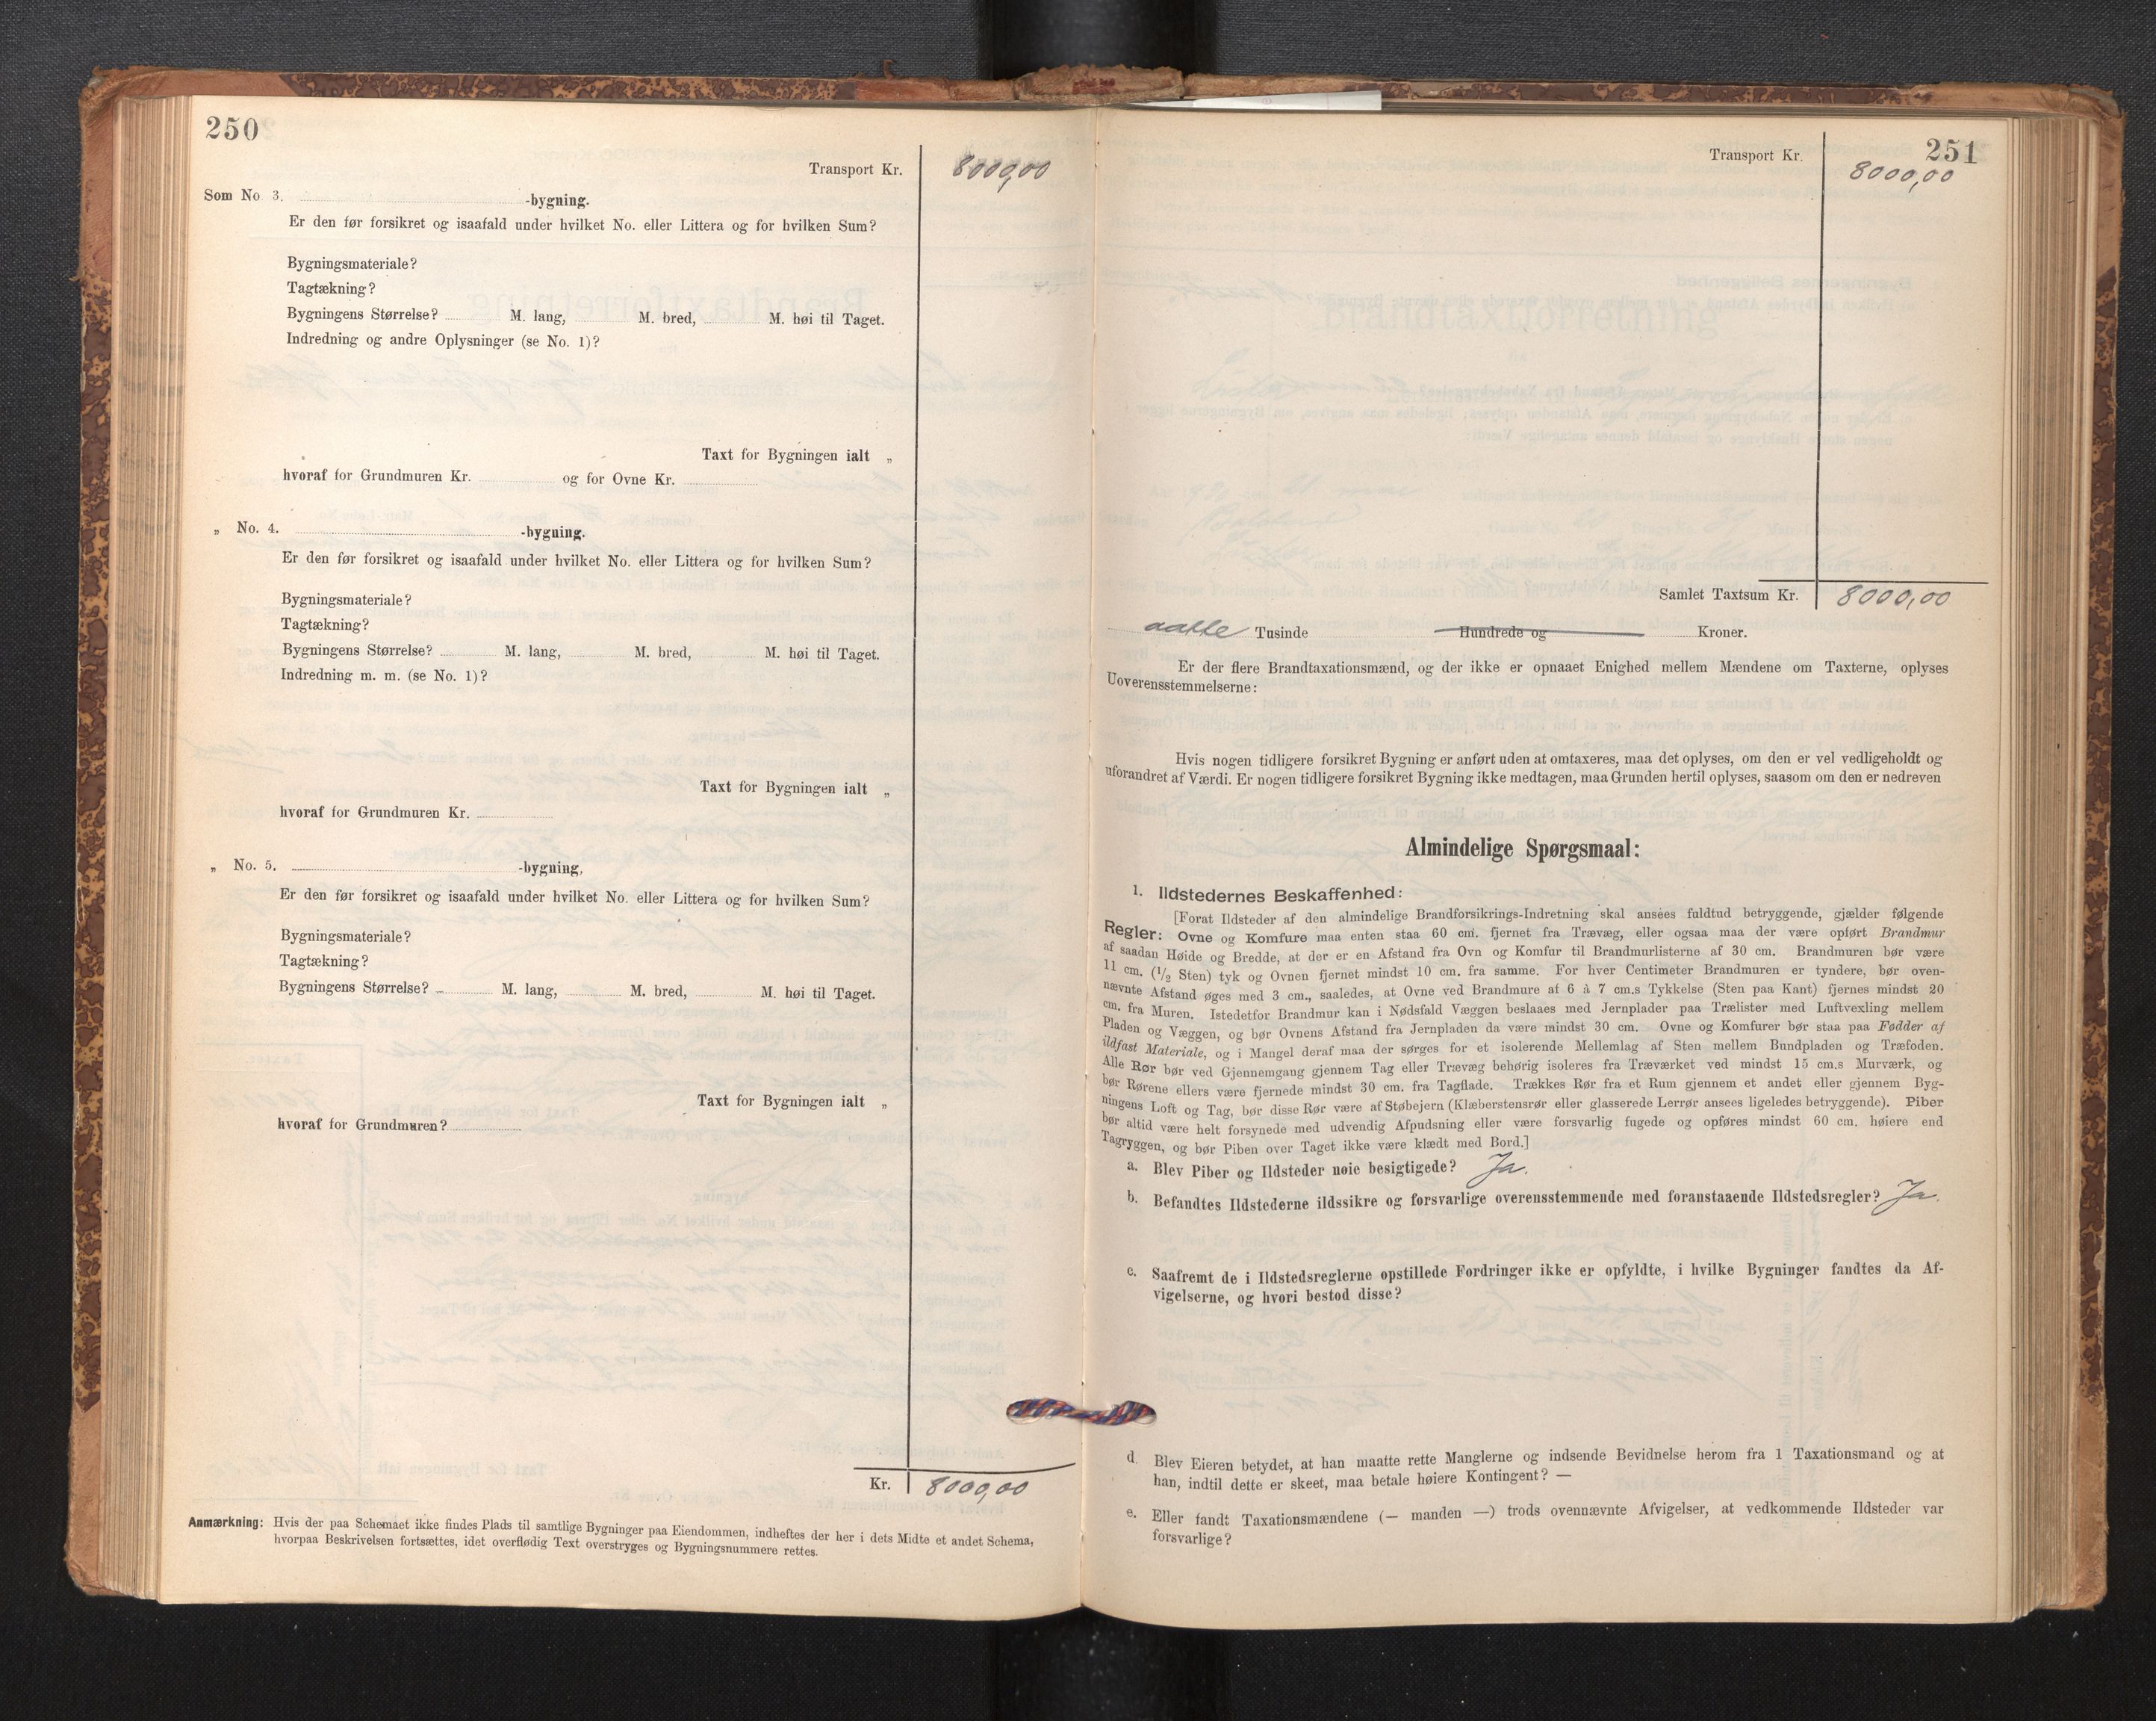 250
Transport Kr. 8000,00
Som No 3. -bygning.
Er den før forsikret og isaafald under hvilket No. eller Littera og for hvilken Sum?
Bygningsmateriale?
Tagtækning?
Bygningens Størrelse? M. lang, M. bred, M. høi til Taget.
Indredning og andre Oplysninger (se No. 1)?
Taxt for Bygningen ialt „
hvoraf for Grundmuren Kr. og for Ovne Kr.
„ No. 4. -bygning.
Er den før forsikret og isaafald under hvilket No. eller Littera og for hvilken Sum?
Bygningsmateriale?
Tagtækning?
Bygningens Størrelse? M. lang, M. bred, M. høi til Taget.
Indredning m. m. (se No. 1)?
Taxt for Bygningen ialt „
hvoraf for Grundmuren Kr.
„ No. 5. -bygning.
Er den før forsikret og isaafald under hvilket No. eller Littera og for hvilken Sum?
Bygningsmateriale?
Tagtækning?
Bygningens Størrelse? M. lang, M. bred, M. høi til Taget.
Taxt for Bygningen ialt „
hvoraf for Grundmuren?
Kr. 8000,00
Anmærkning: Hvis der paa Schemaet ikke findes Plads til samtlige Bygninger paa Eiendommen, indheftes der her i dets Midte et andet Schema,
hvorpaa Beskrivelsen fortsættes, idet overflødig Text overstryges og Bygningsnummere rettes.
251
Transport Kr. 8000,00
Samlet Taxtsum Kr. 8000,00
aatte Tusinde Hundrede og Kroner.
Er der flere Brandtaxationsmænd, og der ikke er opnaaet Enighed mellem Mændene om Taxterne, oplyses
Uoverensstemmelserne:
Hvis nogen tidligere forsikret Bygning er anført uden at omtaxeres, maa det oplyses, om den er vel vedligeholdt og
uforandret af Værdi. Er nogen tidligere forsikret Bygning ikke medtagen, maa Grunden hertil oplyses, saasom om den er nedreven
Almindelige Spørgsmaal:
1. Ildstedernes Beskaffenhed:
[Forat Ildsteder af den almindelige Brandforsikrings-Indretning skal ansees fuldtud betryggende, gjælder følgende
Regler: Ovne og Komfure maa enten staa 60 cm. fjernet fra Trævæg, eller ogsaa maa der være opført Brandmur
af saadan Høide og Bredde, at der er en Afstand fra Ovn og Komfur til Brandmurlisterne af 30 cm. Brandmuren bør være
11 cm. (1/2 Sten) tyk og Ovnen fjernet mindst 10 cm. fra samme. For hver Centimeter Brandmuren er tyndere, bør oven-
nævnte Afstand øges med 3 cm., saaledes, at Ovne ved Brandmure af 6 à 7 cm.s Tykkelse (Sten paa Kant) fjernes mindst 20
cm. fra Muren. Istedetfor Brandmur kan i Nødsfald Væggen beslaaes med Jernplader paa Trælister med Luftvexling mellem
Pladen og Væggen, og bør Ovnens Afstand fra Jernpladen da være mindst 30 cm. Ovne og Komfurer bør staa paa Fødder af
ildfast Materiale, og i Mangel deraf maa der sørges for et isolerende Mellemlag af Sten mellem Bundpladen og Træfoden.
Alle Rør bør ved Gjennemgang gjennem Tag eller Trævæg behørig isoleres fra Træværket ved mindst 15 cm.s Murværk, og
bør Rørene ellers være fjernede mindst 30 cm. fra Tagflade. Trækkes Rør fra et Rum gjennem et andet eller gjennem Byg-
ningens Loft og Tag, bør disse Rør være af Støbejern (Klæberstensrør eller glasserede Lerrør ansees ligeledes betryggende). Piber
bør altid være helt forsynede med udvendig Afpudsning eller være forsvarlig fugede og opføres mindst 60 cm. høiere end
Tagryggen, og bør Piben over Taget ikke være klædt med Bord.]
a. Blev Piber og Ildsteder nøie besigtigede? Ja.
b. Befandtes Ildstederne ildssikre og forsvarlige overensstemmende med foranstaaende Ildstedsregler? Ja.
c. Saafremt de i Ildstedsreglerne opstillede Fordringer ikke er opfyldte, i hvilke Bygninger fandtes da Af-
vigelserne, og hvori bestod disse?
d. Blev Eieren betydet, at han maatte rette Manglerne og indsende Bevidnelse herom fra 1 Taxationsmand og at
han, indtil dette er skeet, maa betale høiere Kontingent? —
e. Eller fandt Taxationsmændene (— manden —) trods ovennævnte Afvigelser, at vedkommende Ildsteder var
forsvarlige?